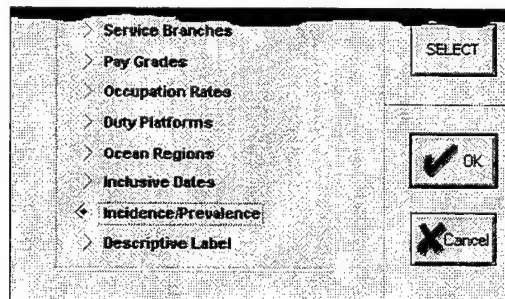 Service Branches
SELECT
Pay Grades
Occupation Rates
Duty Platforms
Ocean Regions
OK
Inclusive Dates
Incidence/Prevalence
Descriptive Label
Cancel